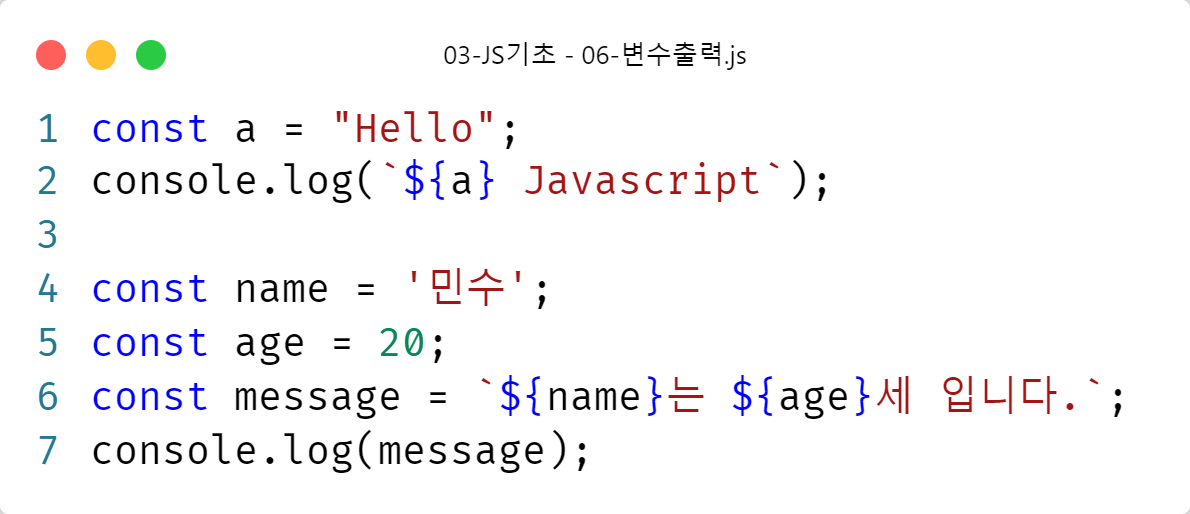 03-JS기초 - 06-변수출력.js
1 const a = "Hello";
2 console.log(`${a} Javascript`);
3
4 const name = '민수';
5 const age = 20;
6 const message = `${name}는 ${age}세 입니다.`;
7 console.log(message);